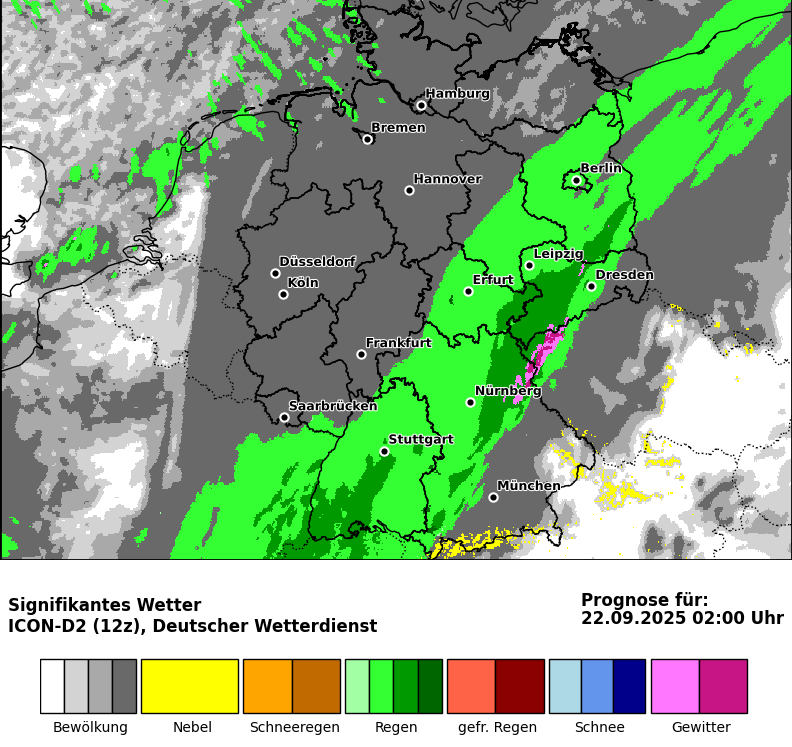 Hamburg
Bremen
Berlin
Hannover
Leipzig
Düsseldorf
Dresden
Köln
Erfurt
Frankfurt
Nürnberg
Saarbrücken
Stuttgart
München
Signifikantes Wetter
ICON-D2 (12z), Deutscher Wetterdienst
Prognose für:
22.09.2025 02:00 Uhr
Bewölkung
Nebel
Schneeregen
Regen
gefr. Regen
Schnee
Gewitter